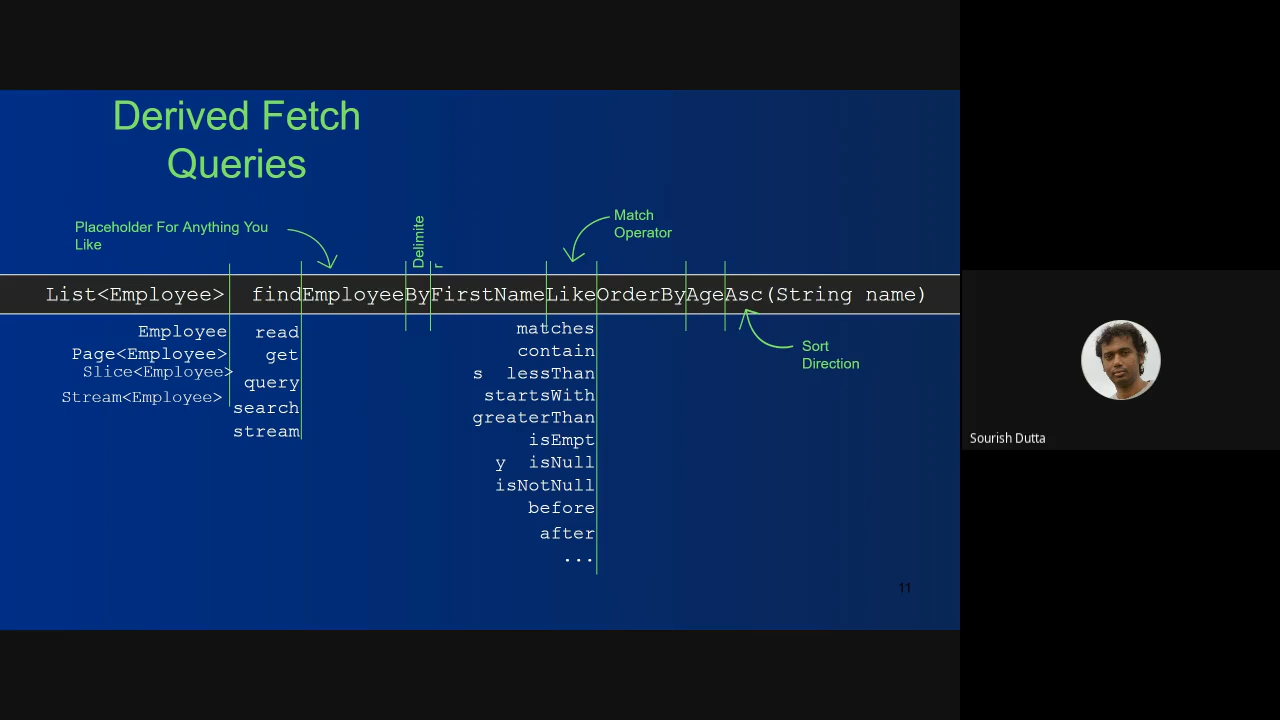 Derived Fetch
Queries
Placeholder For Anything You
Like
Delimite
r
Match
Operator
List<Employee> findEmployeeByFirstNameLikeOrderByAgeAsc(String name)
Employee
Page<Employee>
Slice<Employee>
Stream<Employee>
read
get
query
search
stream
matches
contain
s lessThan
startsWith
greaterThan
isEmpt
y isNull
isNotNull
before
after
...
Sort
Direction
11
Sourish Dutta